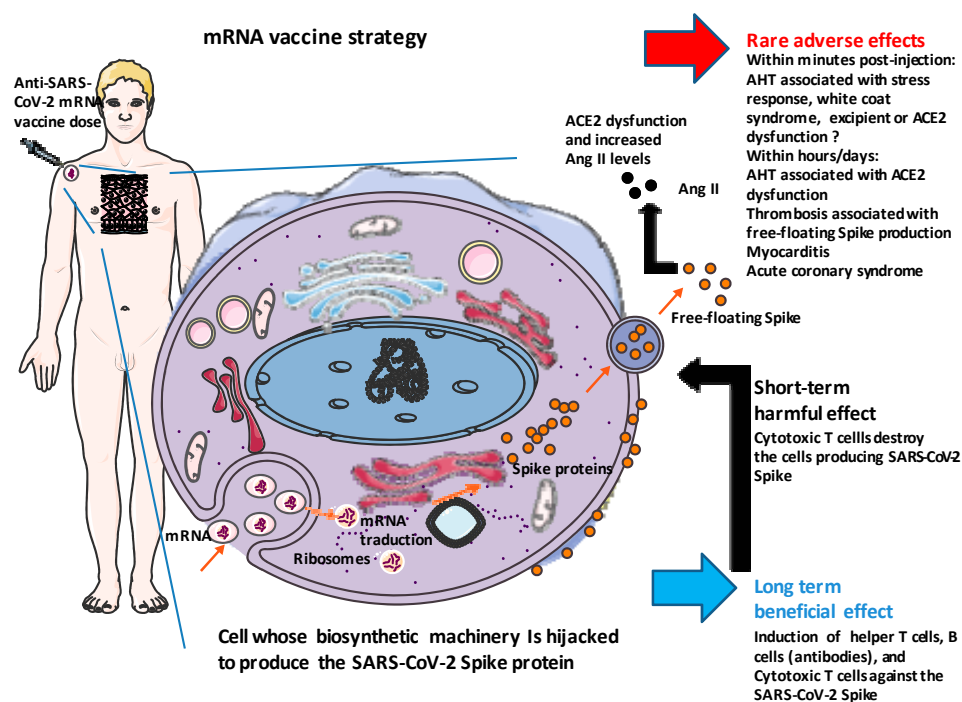 mRNA vaccine strategy
Anti-SARS-
CoV-2 mRNA
vaccine dose
ACE2 dysfunction
and increased
Ang II levels
Ang II
Rare adverse effects
Within minutes post-injection:
AHT associated with stress
response, white coat
syndrome, excipient or ACE2
dysfunction ?
Within hours/days:
AHT associated with ACE2
dysfunction
Thrombosis associated with
free-floating Spike production
Myocarditis
Acute coronary syndrome
Free-floating Spike
Short-term
harmful effect
Cytotoxic T cellls destroy
the cells producing SARS-CoV-2
Spike
Spike proteins
mRNA
mRNA
traduction
Ribosomes
Long term
beneficial effect
Induction of helper T cells, B
cells (antibodies), and
Cytotoxic T cells against the
SARS-CoV-2 Spike
Cell whose biosynthetic machinery Is hijacked
to produce the SARS-CoV-2 Spike protein